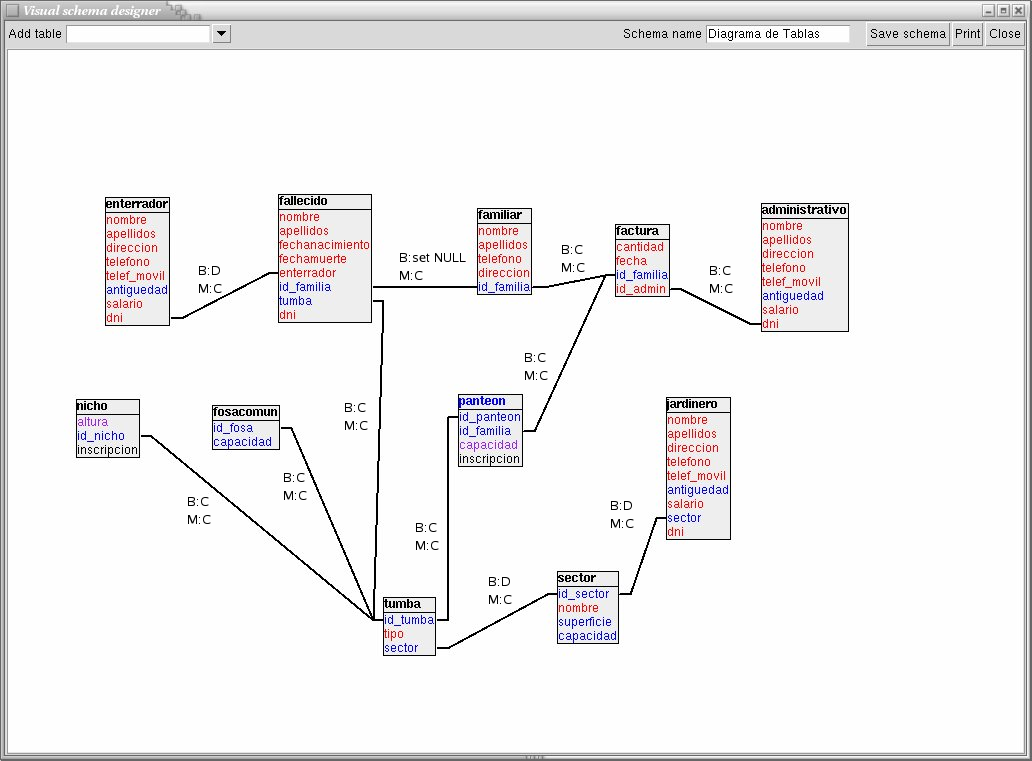 Visual schema designer
Add table
Schema name Diagrama de Tablas Save schema Print Close
enterrador
nombre
apellidos
direccion
telefono
telef_movil
antiguedad
salario
dni
B:D
M:C
fallecido
nombre
apellidos
fechanacimiento
fechamuerte
enterrador
id_familia
tumba
dni
B:set NULL
M:C
familiar
nombre
apellidos
telefono
direccion
id_familia
B:C
M:C
factura
cantidad
fecha
id_familia
id_admin
B:C
M:C
administrativo
nombre
apellidos
direccion
telefono
telef_movil
antiguedad
salario
dni
B:C
M:C
nicho
altura
id_nicho
inscripcion
B:C
M:C
fosacomun
id_fosa
capacidad
B:C
M:C
B:C
M:C
panteon
id_panteon
id_familia
capacidad
inscripcion
B:C
M:C
jardinero
nombre
apellidos
direccion
telefono
telef_movil
antiguedad
salario
sector
dni
B:D
M:C
tumba
id_tumba
tipo
sector
B:D
M:C
sector
id_sector
nombre
superficie
capacidad